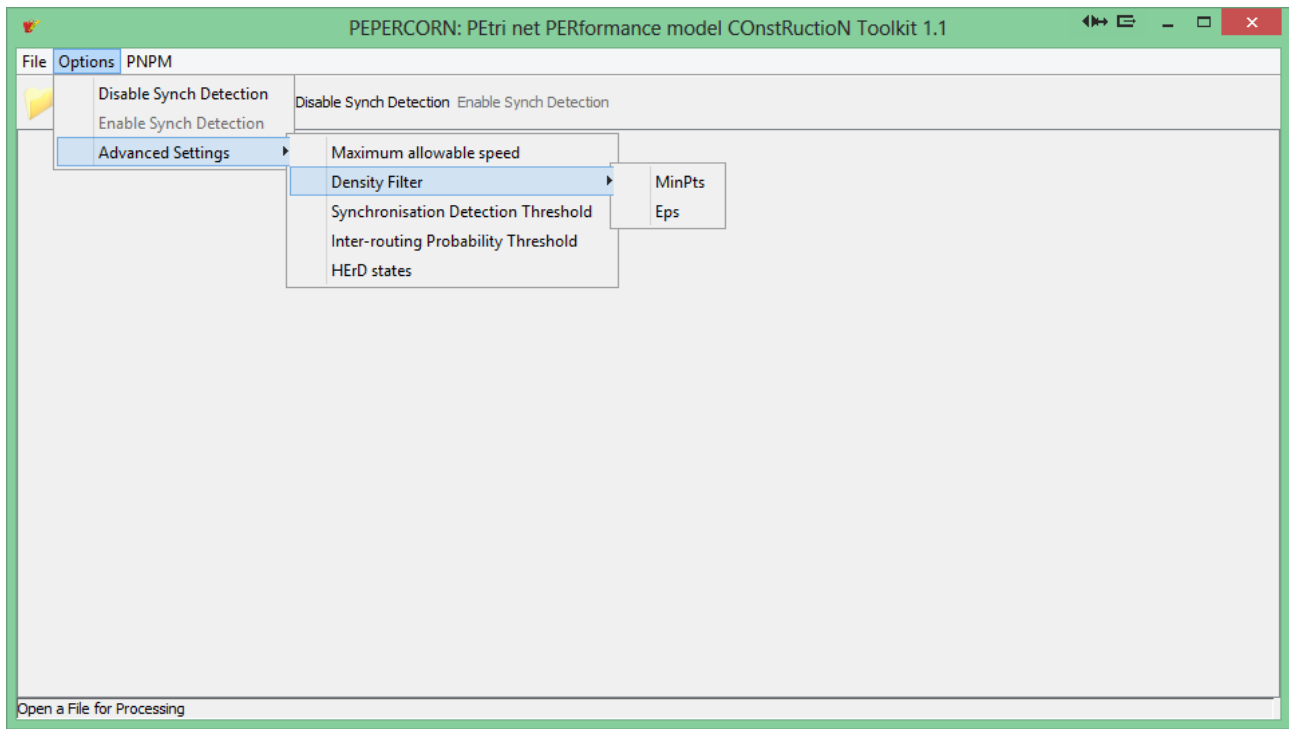 PEPERCORN: PEtri net PERformance model COnstRuctioN Toolkit 1.1
File Options PNPM
Disable Synch Detection
Enable Synch Detection
Advanced Settings
Disable Synch Detection Enable Synch Detection
Maximum allowable speed
Density Filter
Synchronisation Detection Threshold
Inter-routing Probability Threshold
HErD states
MinPts
Eps
Open a File for Processing